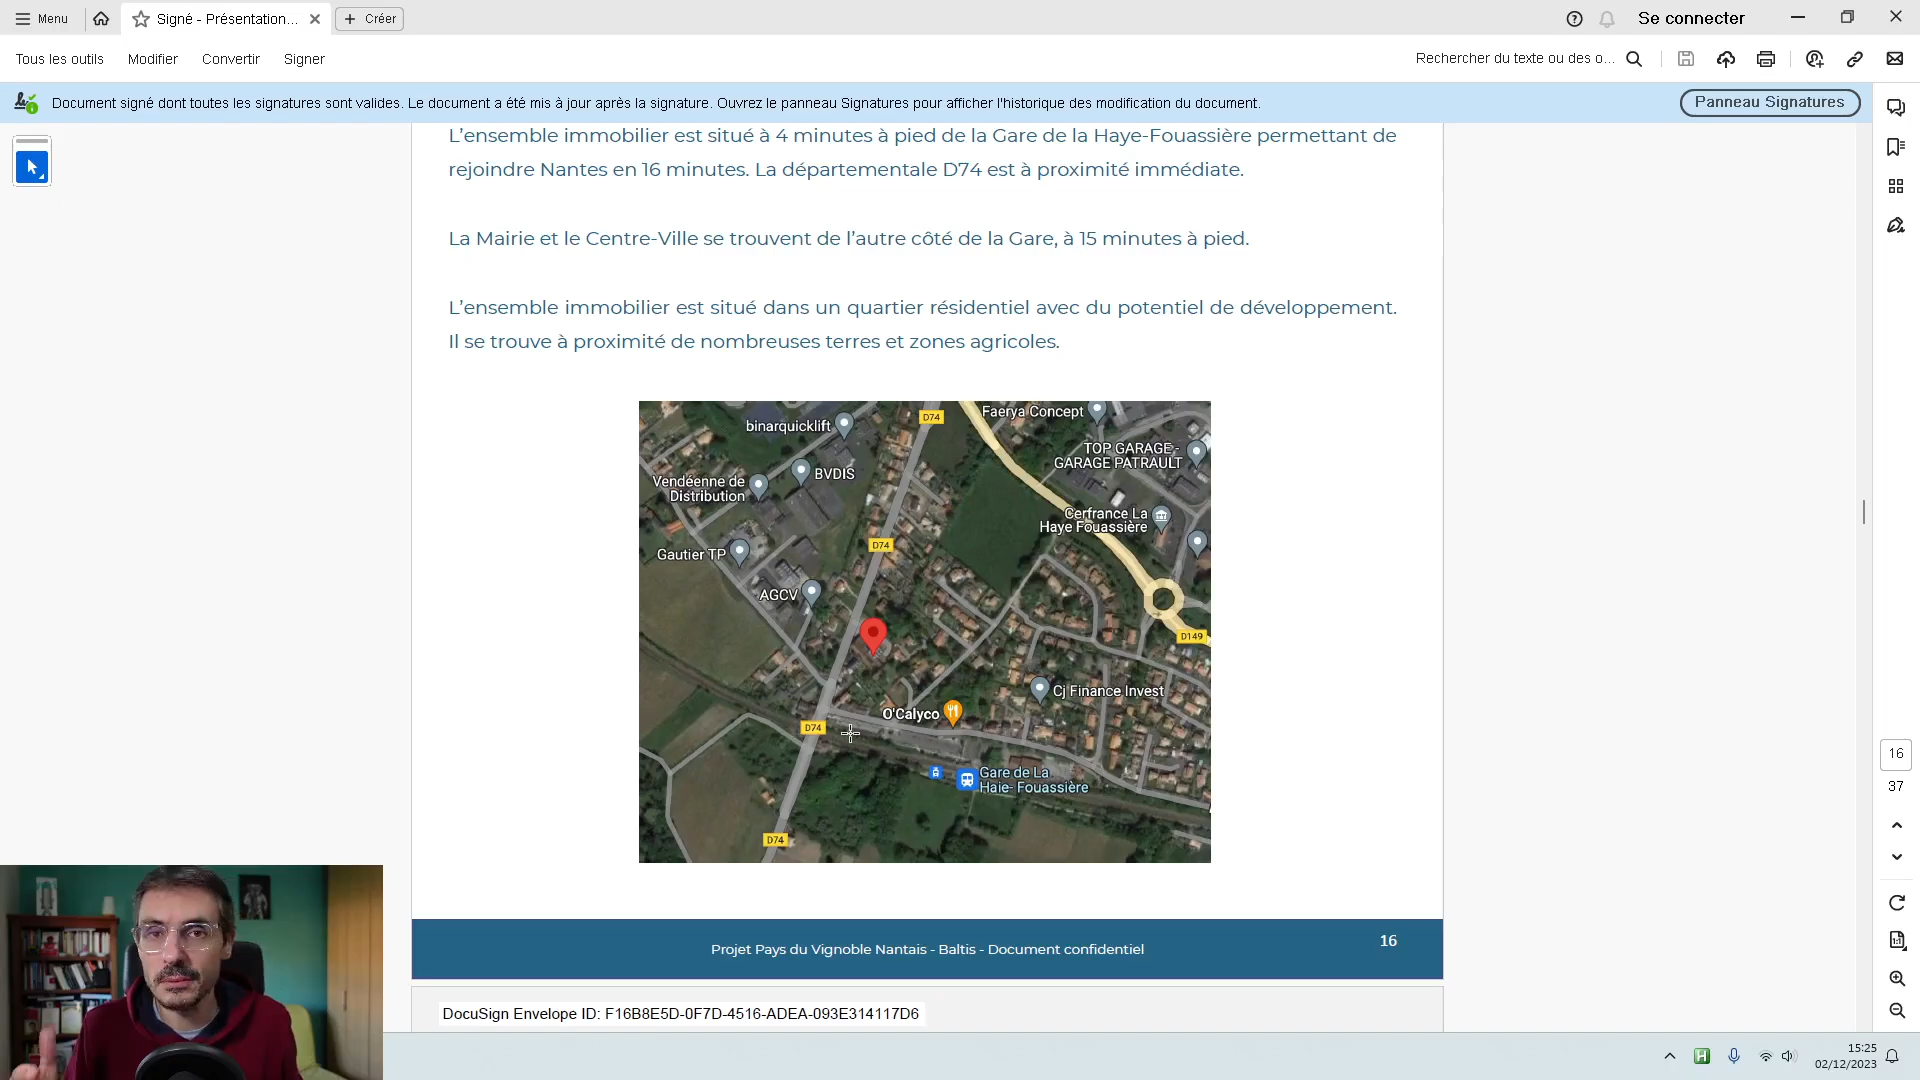 Menu
Signé - Présentation...
Créer
Se connecter
Tous les outils
Modifier
Convertir
Signer
Rechercher du texte ou des o...
Document signé dont toutes les signatures sont valides. Le document a été mis à jour après la signature. Ouvrez le panneau Signatures pour afficher l'historique des modification du document.
Panneau Signatures
L'ensemble immobilier est situé à 4 minutes à pied de la Gare de la Haye-Fouassière permettant de
rejoindre Nantes en 16 minutes. La départementale D74 est à proximité immédiate.
La Mairie et le Centre-Ville se trouvent de l'autre côté de la Gare, à 15 minutes à pied.
L'ensemble immobilier est situé dans un quartier résidentiel avec du potentiel de développement.
Il se trouve à proximité de nombreuses terres et zones agricoles.
D74
Faerya Concept
binarquicklift
TOP GARAGE -
GARAGE PATRAULT
BVDIS
Vendéenne de
Distribution
Cerfrance La
Haye Fouassière
D74
Gautier TP
AGCV
D149
Cj Finance Invest
O'Calyco
D74
Gare de La
Haie- Fouassière
D74
16
37
Projet Pays du Vignoble Nantais - Baltis - Document confidentiel
16
DocuSign Envelope ID: F16B8E5D-0F7D-4516-ADEA-093E314117D6
1:1
H
15:25
02/12/2023